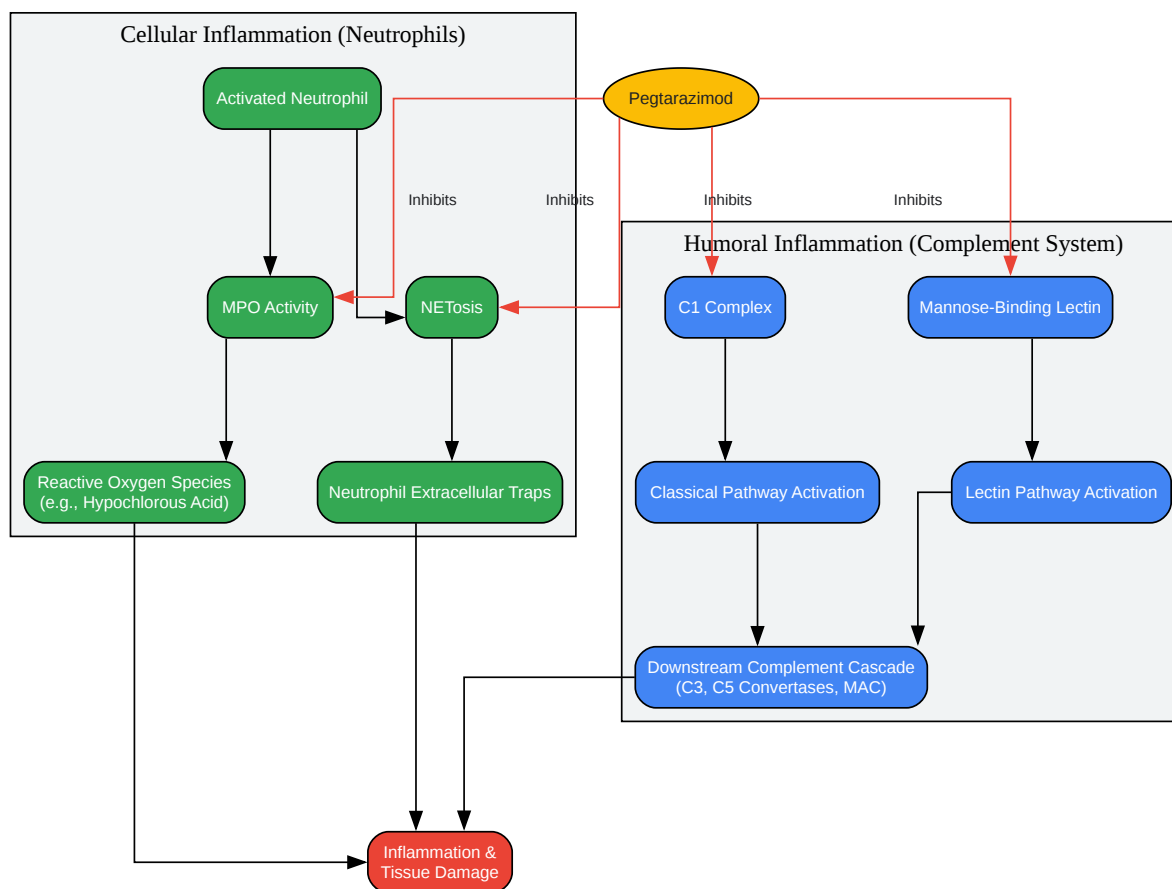 Cellular Inflammation (Neutrophils)
Activated Neutrophil
Pegtarazimod
Inhibits
Inhibits
Inhibits
Inhibits
Humoral Inflammation (Complement System)
MPO Activity
NETosis
C1 Complex
Mannose-Binding Lectin
Reactive Oxygen Species
(e.g., Hypochlorous Acid)
Neutrophil Extracellular Traps
Classical Pathway Activation
Lectin Pathway Activation
Downstream Complement Cascade
(C3, C5 Convertases, MAC)
Inflammation &
Tissue Damage